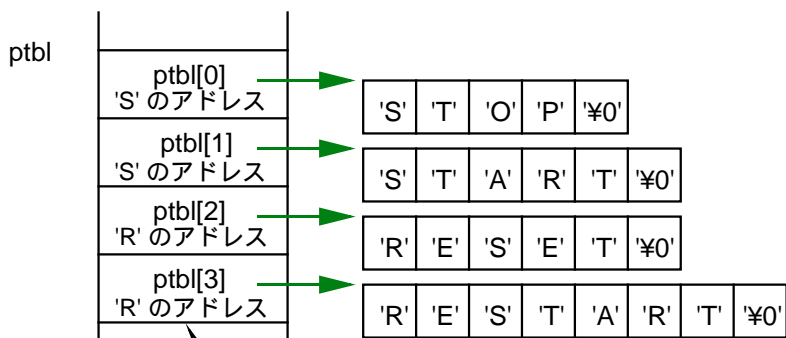 ptbl
ptbl[0]
'S' のアドレス
'S' 'T' 'O' 'P' '¥0'
ptbl[1]
'S' のアドレス
'S' 'T' 'A' 'R' 'T' '¥0'
ptbl[2]
'R' のアドレス
'R' 'E' 'S' 'E' 'T' '¥0'
ptbl[3]
'R' のアドレス
'R' 'E' 'S' 'T' 'A' 'R' 'T' '¥0'